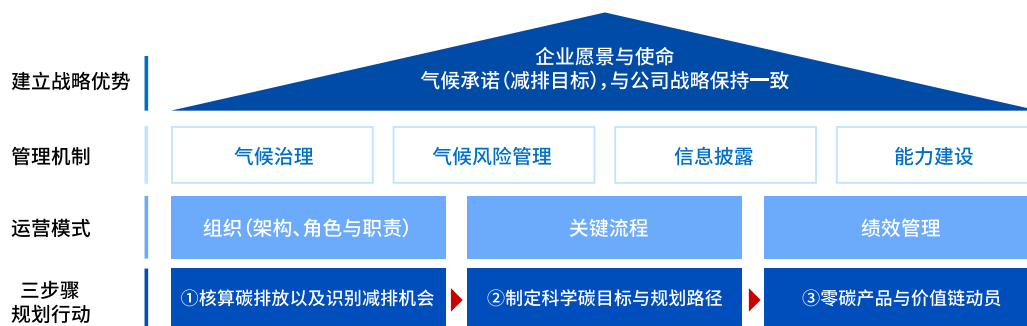 企业愿景与使命
建立战略优势
气候承诺（减排目标），与公司战略保持一致
管理机制
气候治理
气候风险管理
信息披露
能力建设
运营模式
组织（架构、角色与职责）
关键流程
绩效管理
三步骤
规划行动
①核算碳排放以及识别减排机会
②制定科学碳目标与规划路径
③零碳产品与价值链动员